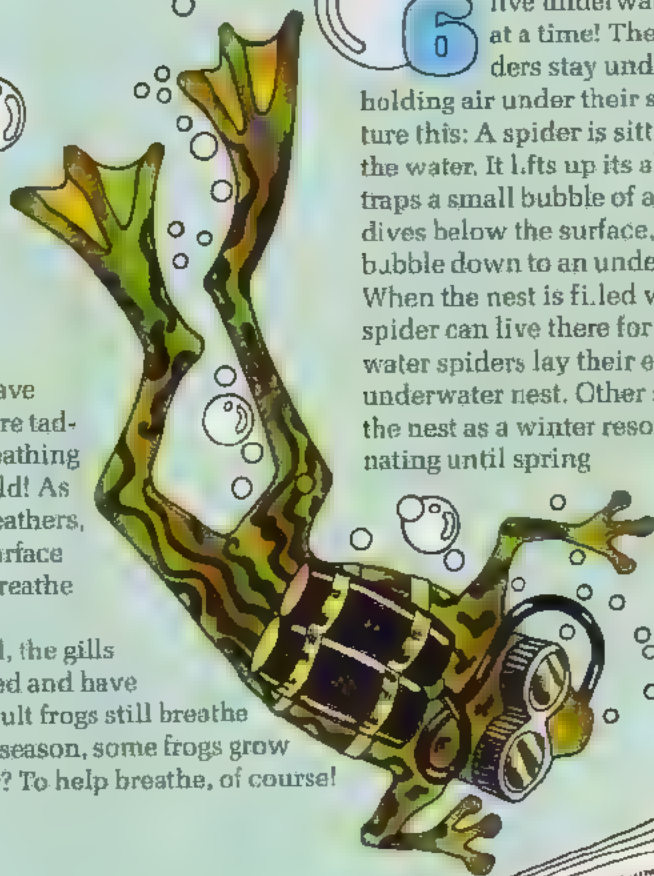 6
live underwa
at a time! The
ders stay und
holding air under their s
ture this: A spider is sitt
the water. It lifts up its a
traps a small bubble of a
dives below the surface,
bubble down to an unde
When the nest is filled w
spider can live there for
water spiders lay their e
underwater nest. Other s
the nest as a winter reso
nating until spring
ave
re tad-
eathing
ld! As
eathers,
urface
reathe
l, the gills
ed and have
ult frogs still breathe
season, some frogs grow
? To help breathe, of course!